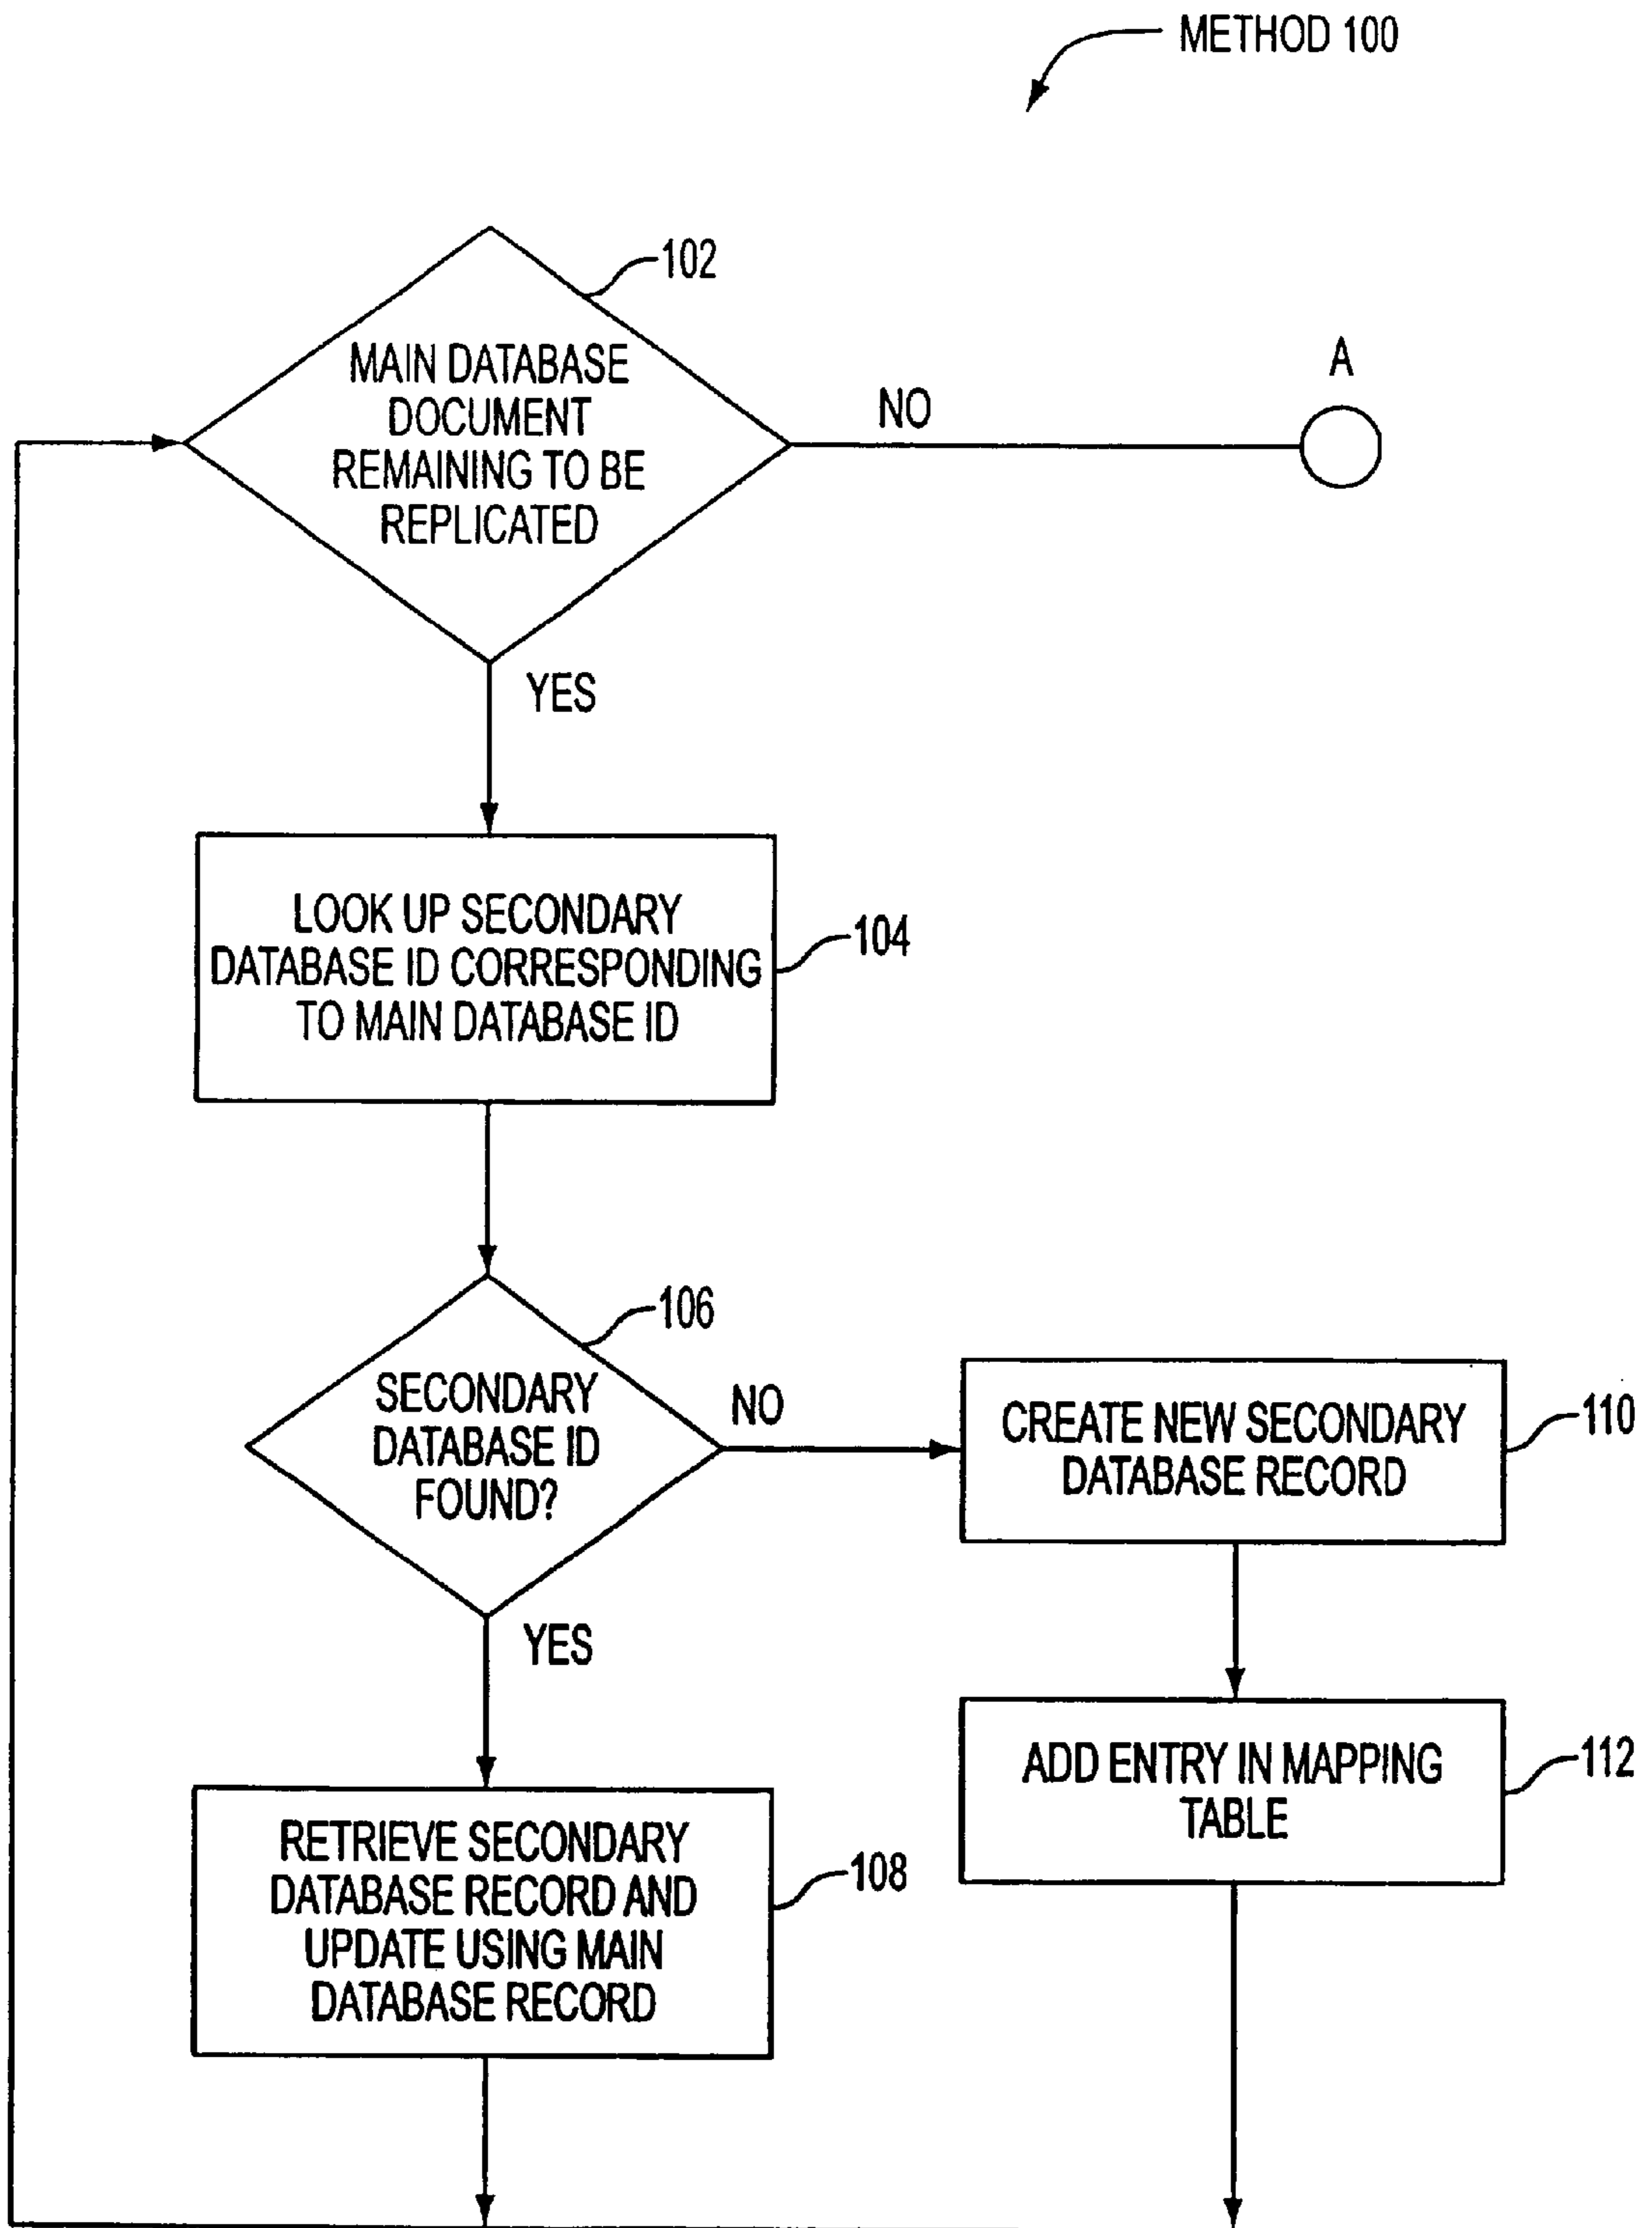 METHOD 100
102
MAIN DATABASE
DOCUMENT
REMAINING TO BE
REPLICATED
NO
A
YES
LOOK UP SECONDARY
DATABASE ID CORRESPONDING
TO MAIN DATABASE ID
104
106
SECONDARY
DATABASE ID
FOUND?
NO
CREATE NEW SECONDARY
DATABASE RECORD
110
YES
ADD ENTRY IN MAPPING
TABLE
112
RETRIEVE SECONDARY
DATABASE RECORD AND
UPDATE USING MAIN
DATABASE RECORD
108